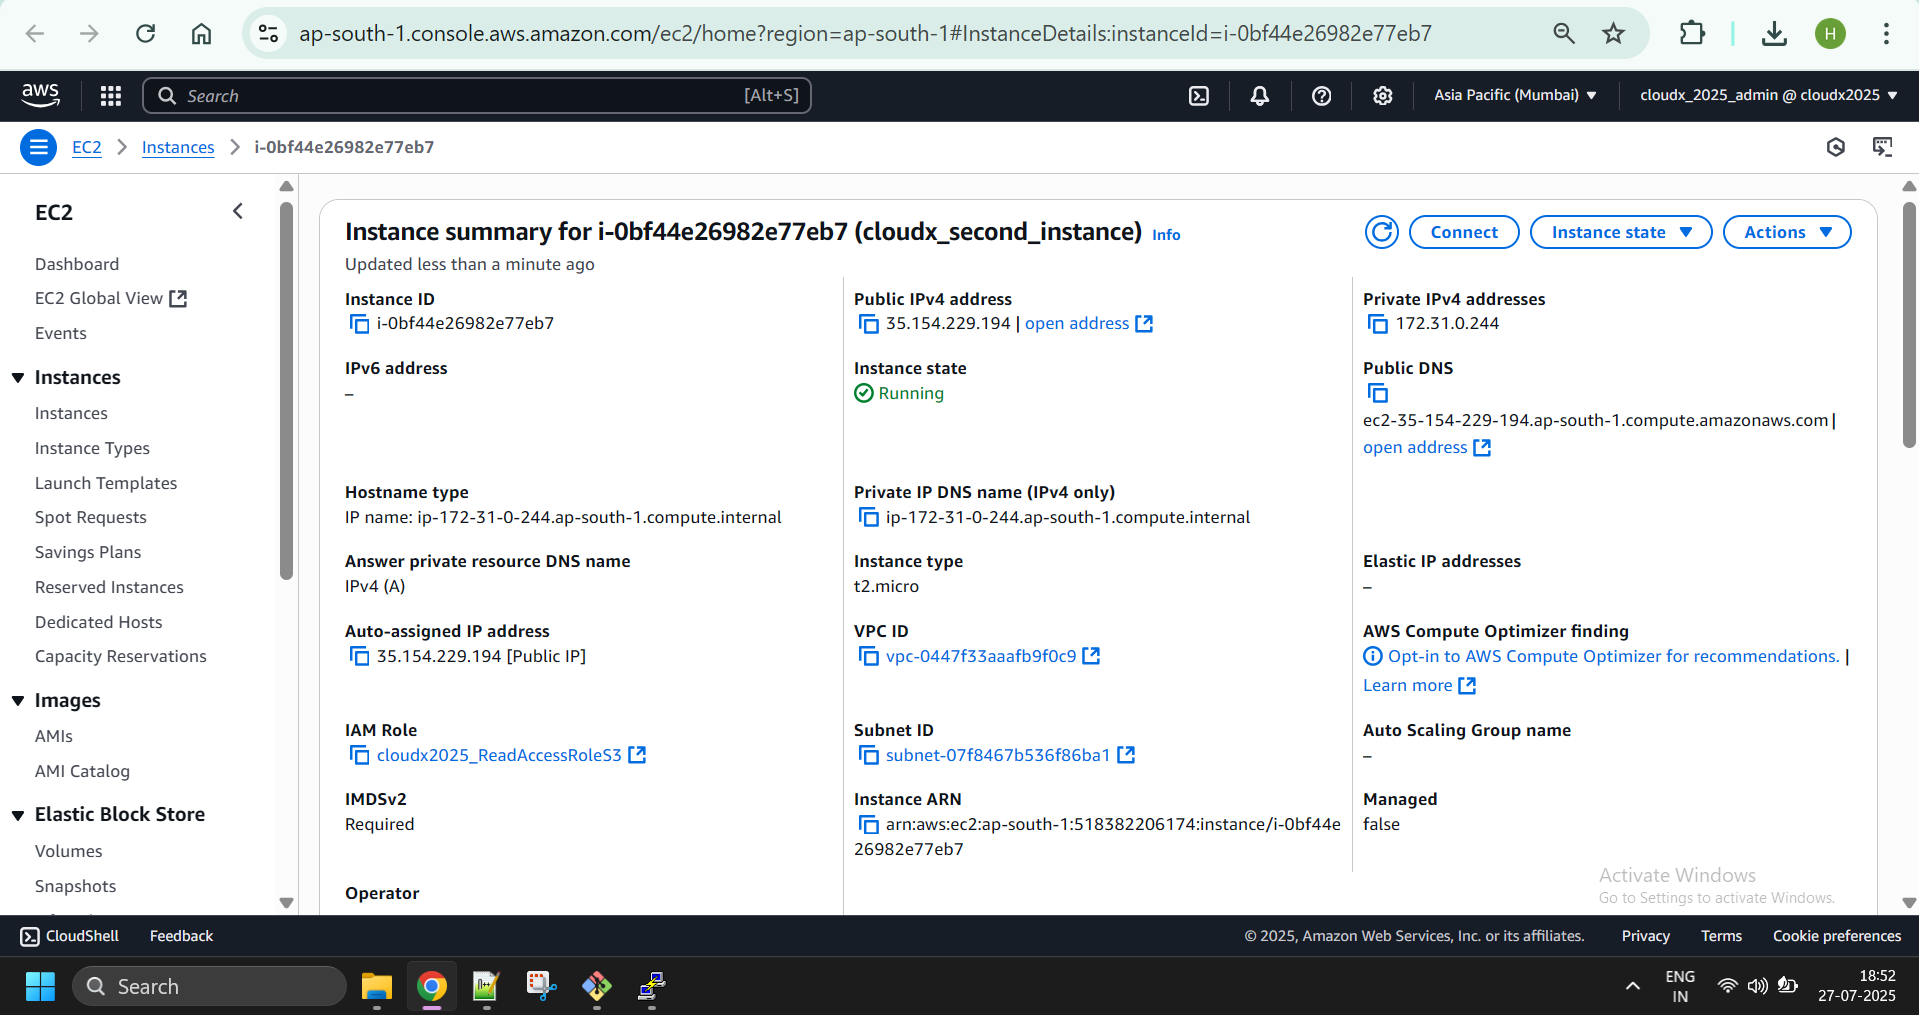 ap-south-1.console.aws.amazon.com/ec2/home?region=ap-south-1#InstanceDetails:instanceId=i-0bf44e26982e77eb7
H
aws
Search
[Alt+S]
Asia Pacific (Mumbai)
cloudx_2025_admin @ cloudx2025
EC2
Instances
i-0bf44e26982e77eb7
EC2
Dashboard
EC2 Global View
Events
Instances
Instances
Instance Types
Launch Templates
Spot Requests
Savings Plans
Reserved Instances
Dedicated Hosts
Capacity Reservations
Images
AMIs
AMI Catalog
Elastic Block Store
Volumes
Snapshots
Instance summary for i-0bf44e26982e77eb7 (cloudx_second_instance) Info
Updated less than a minute ago
Connect
Instance state
Actions
Instance ID
i-0bf44e26982e77eb7
Public IPv4 address
35.154.229.194 | open address
Private IPv4 addresses
172.31.0.244
IPv6 address
–
Instance state
Running
Public DNS
ec2-35-154-229-194.ap-south-1.compute.amazonaws.com |
open address
Hostname type
IP name: ip-172-31-0-244.ap-south-1.compute.internal
Private IP DNS name (IPv4 only)
ip-172-31-0-244.ap-south-1.compute.internal
Answer private resource DNS name
IPv4 (A)
Instance type
t2.micro
Elastic IP addresses
–
Auto-assigned IP address
35.154.229.194 [Public IP]
VPC ID
vpc-0447f33aaafb9f0c9
AWS Compute Optimizer finding
Opt-in to AWS Compute Optimizer for recommendations. |
Learn more
IAM Role
cloudx2025_ReadAccessRoleS3
Subnet ID
subnet-07f8467b536f86ba1
Auto Scaling Group name
–
IMDSv2
Required
Instance ARN
arn:aws:ec2:ap-south-1:518382206174:instance/i-0bf44e
26982e77eb7
Managed
false
Operator
Activate Windows
Go to Settings to activate Windows.
CloudShell
Feedback
© 2025, Amazon Web Services, Inc. or its affiliates.
Privacy
Terms
Cookie preferences
Search
ENG
IN
18:52
27-07-2025